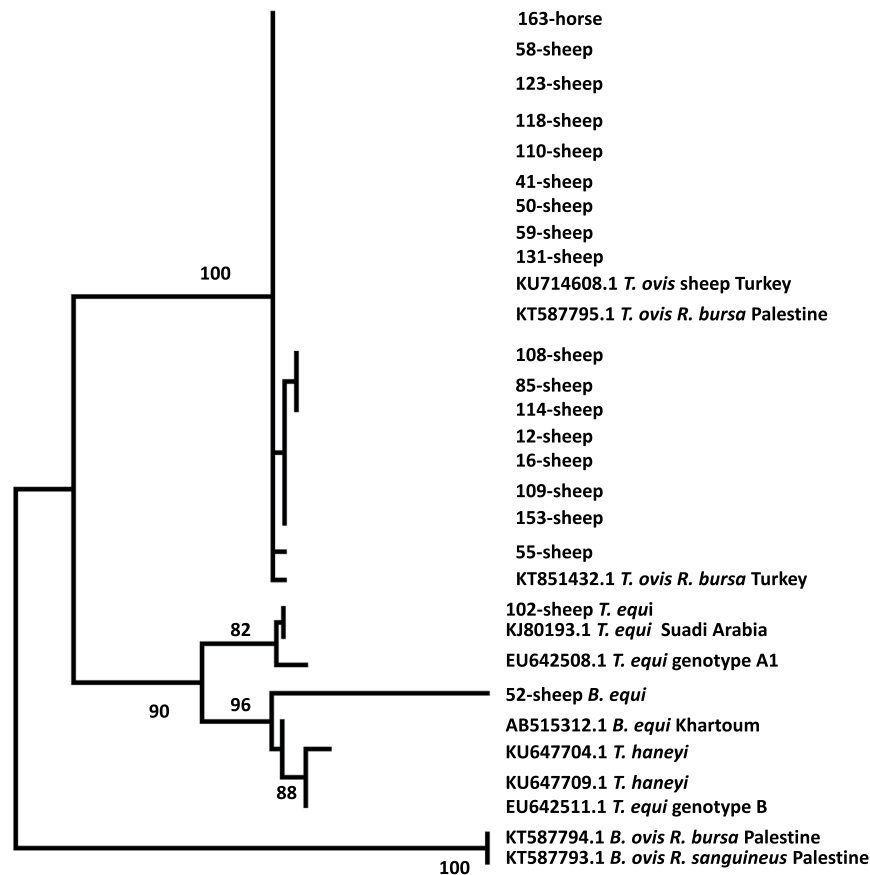 163-horse
58-sheep
123-sheep
118-sheep
110-sheep
41-sheep
50-sheep
59-sheep
131-sheep
100
KU714608.1 T. ovis sheep Turkey
KT587795.1 T. ovis R. bursa Palestine
108-sheep
85-sheep
114-sheep
12-sheep
16-sheep
109-sheep
153-sheep
55-sheep
KT851432.1 T. ovis R. bursa Turkey
102-sheep T. equi
82
KJ80193.1 T. equi Suadi Arabia
EU642508.1 T. equi genotype A1
52-sheep B. equi
90
96
AB515312.1 B. equi Khartoum
KU647704.1 T. haneyi
KU647709.1 T. haneyi
88
EU642511.1 T. equi genotype B
KT587794.1 B. ovis R. bursa Palestine
KT587793.1 B. ovis R. sanguineus Palestine
100